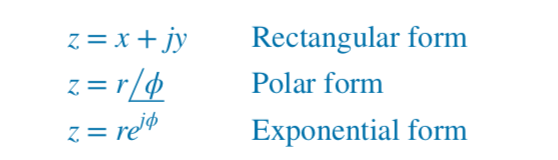 z = x + jy Rectangular form
z = r/ϕ Polar form
z = re^{jϕ} Exponential form